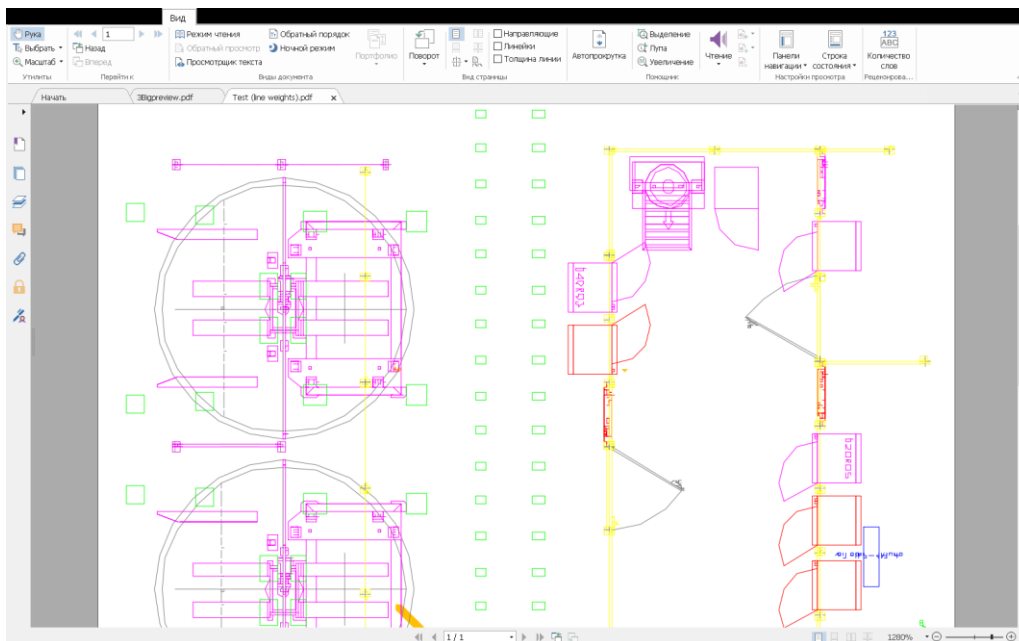 Вид
Рука
1
Режим чтения
Обратный порядок
Направляющие
Выделение
123
ABC
Выбрать
Назад
Обратный просмотр
Ночной режим
Портфолио
Поворот
Линейки
Автопрокрутка
Лупа
Чтение
Панели навигации
Строка состояния
Количество слов
Масштаб
Вперед
Просмотрщик текста
Толщина линии
Увеличение
Утилиты
Перейти к
Виды документа
Вид страницы
Помощник
Настройки просмотра
Рецензирова...
Начать
3Bigpreview.pdf
Test (line weights).pdf
x
1 / 1
1280%